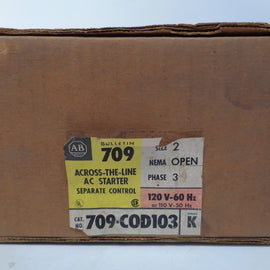 AB
BULLETIN
709
ACROSS-THE-LINE
AC STARTER
SEPARATE CONTROL
SIZE 2
NEMA OPEN
PHASE 3
120 V-60 Hz
or 110 V-50 Hz
CAT. NO. 709-COD103
SERIES K